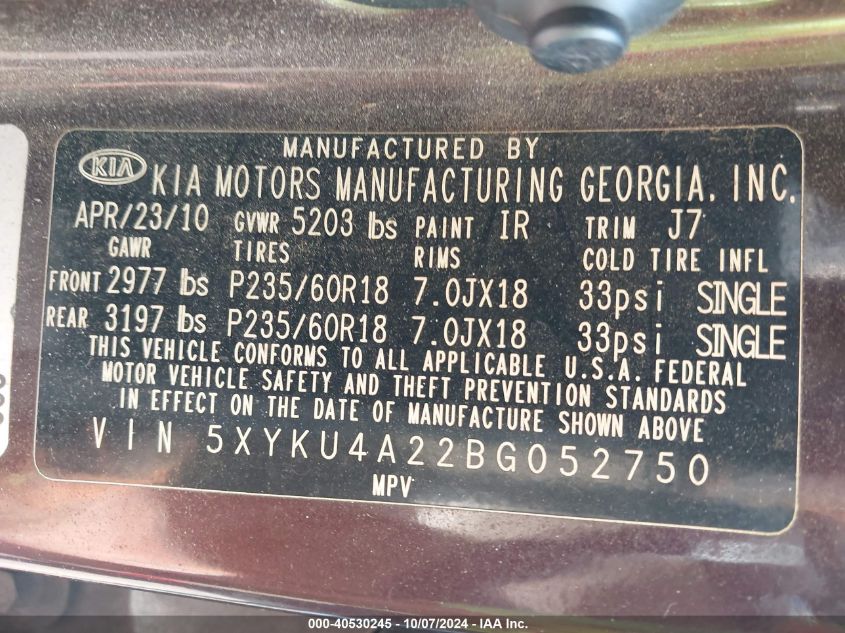 MANUFACTURED BY
KIA KIA MOTORS MANUFACTURING GEORGIA, INC.
APR/23/10 GVWR 5203 lbs PAINT IR TRIM J7
GAWR TIRES RIMS COLD TIRE INFL
FRONT 2977 lbs P235/60R18 7.0JX18 33psi SINGLE
REAR 3197 lbs P235/60R18 7.0JX18 33psi SINGLE
THIS VEHICLE CONFORMS TO ALL APPLICABLE U.S.A. FEDERAL
MOTOR VEHICLE SAFETY AND THEFT PREVENTION STANDARDS
IN EFFECT ON THE DATE OF MANUFACTURE SHOWN ABOVE
VIN 5XYKU4A22BG052750
MPV
000-40530245 - 10/07/2024 - IAA Inc.